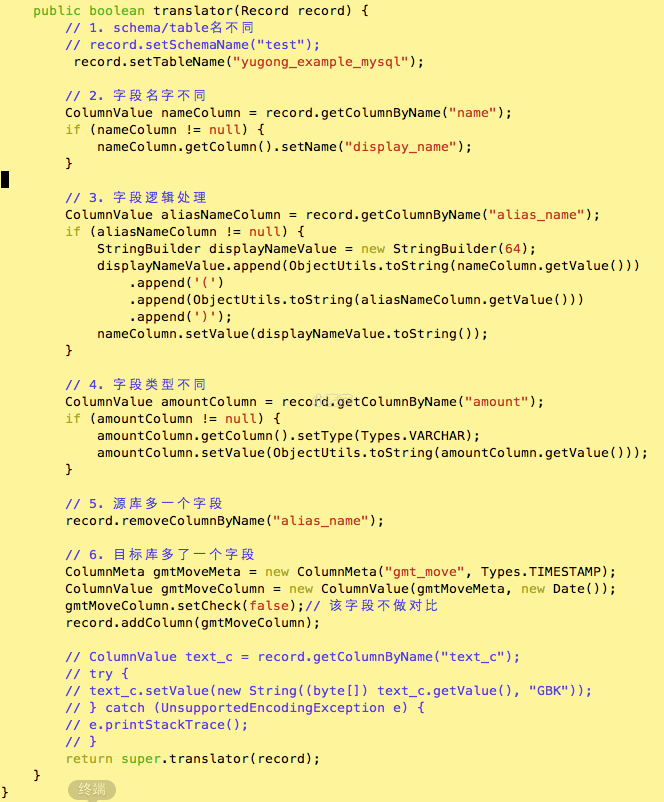 public boolean translator(Record record) {
        // 1. schema/table名不同
        // record.setSchemaName("test");
         record.setTableName("yugong_example_mysql");

        // 2. 字段名字不同
        ColumnValue nameColumn = record.getColumnByName("name");
        if (nameColumn != null) {
            nameColumn.getColumn().setName("display_name");
        }

        // 3. 字段逻辑处理
        ColumnValue aliasNameColumn = record.getColumnByName("alias_name");
        if (aliasNameColumn != null) {
            StringBuilder displayNameValue = new StringBuilder(64);
            displayNameValue.append(ObjectUtils.toString(nameColumn.getValue()))
                .append('(')
                .append(ObjectUtils.toString(aliasNameColumn.getValue()))
                .append(')');
            nameColumn.setValue(displayNameValue.toString());
        }

        // 4. 字段类型不同
        ColumnValue amountColumn = record.getColumnByName("amount");
        if (amountColumn != null) {
            amountColumn.getColumn().setType(Types.VARCHAR);
            amountColumn.setValue(ObjectUtils.toString(amountColumn.getValue()));
        }

        // 5. 源库多一个字段
        record.removeColumnByName("alias_name");

        // 6. 目标库多了一个字段
        ColumnMeta gmtMoveMeta = new ColumnMeta("gmt_move", Types.TIMESTAMP);
        ColumnValue gmtMoveColumn = new ColumnValue(gmtMoveMeta, new Date());
        gmtMoveColumn.setCheck(false);// 该字段不做对比
        record.addColumn(gmtMoveColumn);

        // ColumnValue text_c = record.getColumnByName("text_c");
        // try {
        // text_c.setValue(new String((byte[]) text_c.getValue(), "GBK"));
        // } catch (UnsupportedEncodingException e) {
        // e.printStackTrace();
        // }
        return super.translator(record);
    }
}
终端